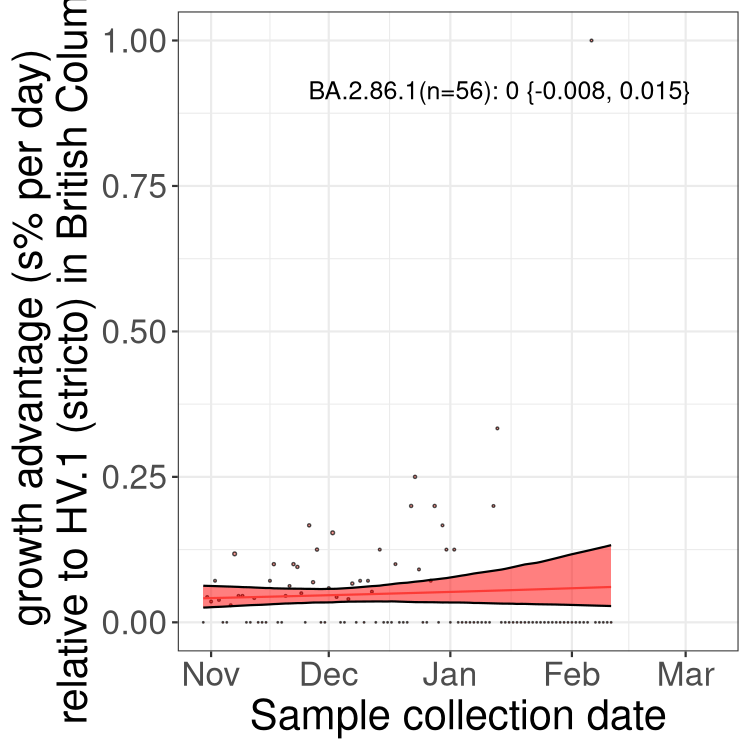 growth advantage (s% per day)
relative to HV.1 (stricto) in British Colum
1.00
0.75
0.50
0.25
0.00
BA.2.86.1(n=56): 0 {-0.008, 0.015}
Nov Dec Jan Feb Mar
Sample collection date